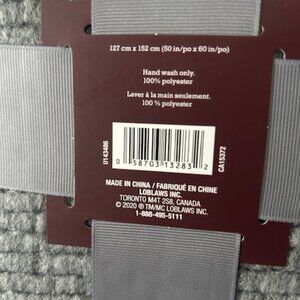 127 cm x 152 cm (50 in/po x 60 in/po)
Hand wash only.
100% polyester
Laver à la main seulement.
100 % polyester
0143486
0 58703 13283 2
CA15372
MADE IN CHINA / FABRIQUÉ EN CHINE
LOBLAWS INC.
TORONTO M4T 2S8, CANADA
© 2020 ®/TM/MC LOBLAWS INC.
1-888-495-5111